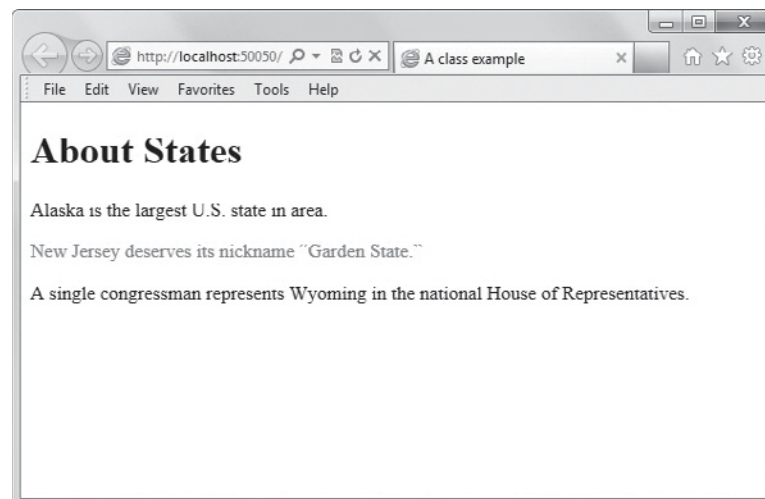 http://localhost:50050/
A class example
File Edit View Favorites Tools Help
About States
Alaska is the largest U.S. state in area.
New Jersey deserves its nickname ´´Garden State.``
A single congressman represents Wyoming in the national House of Representatives.